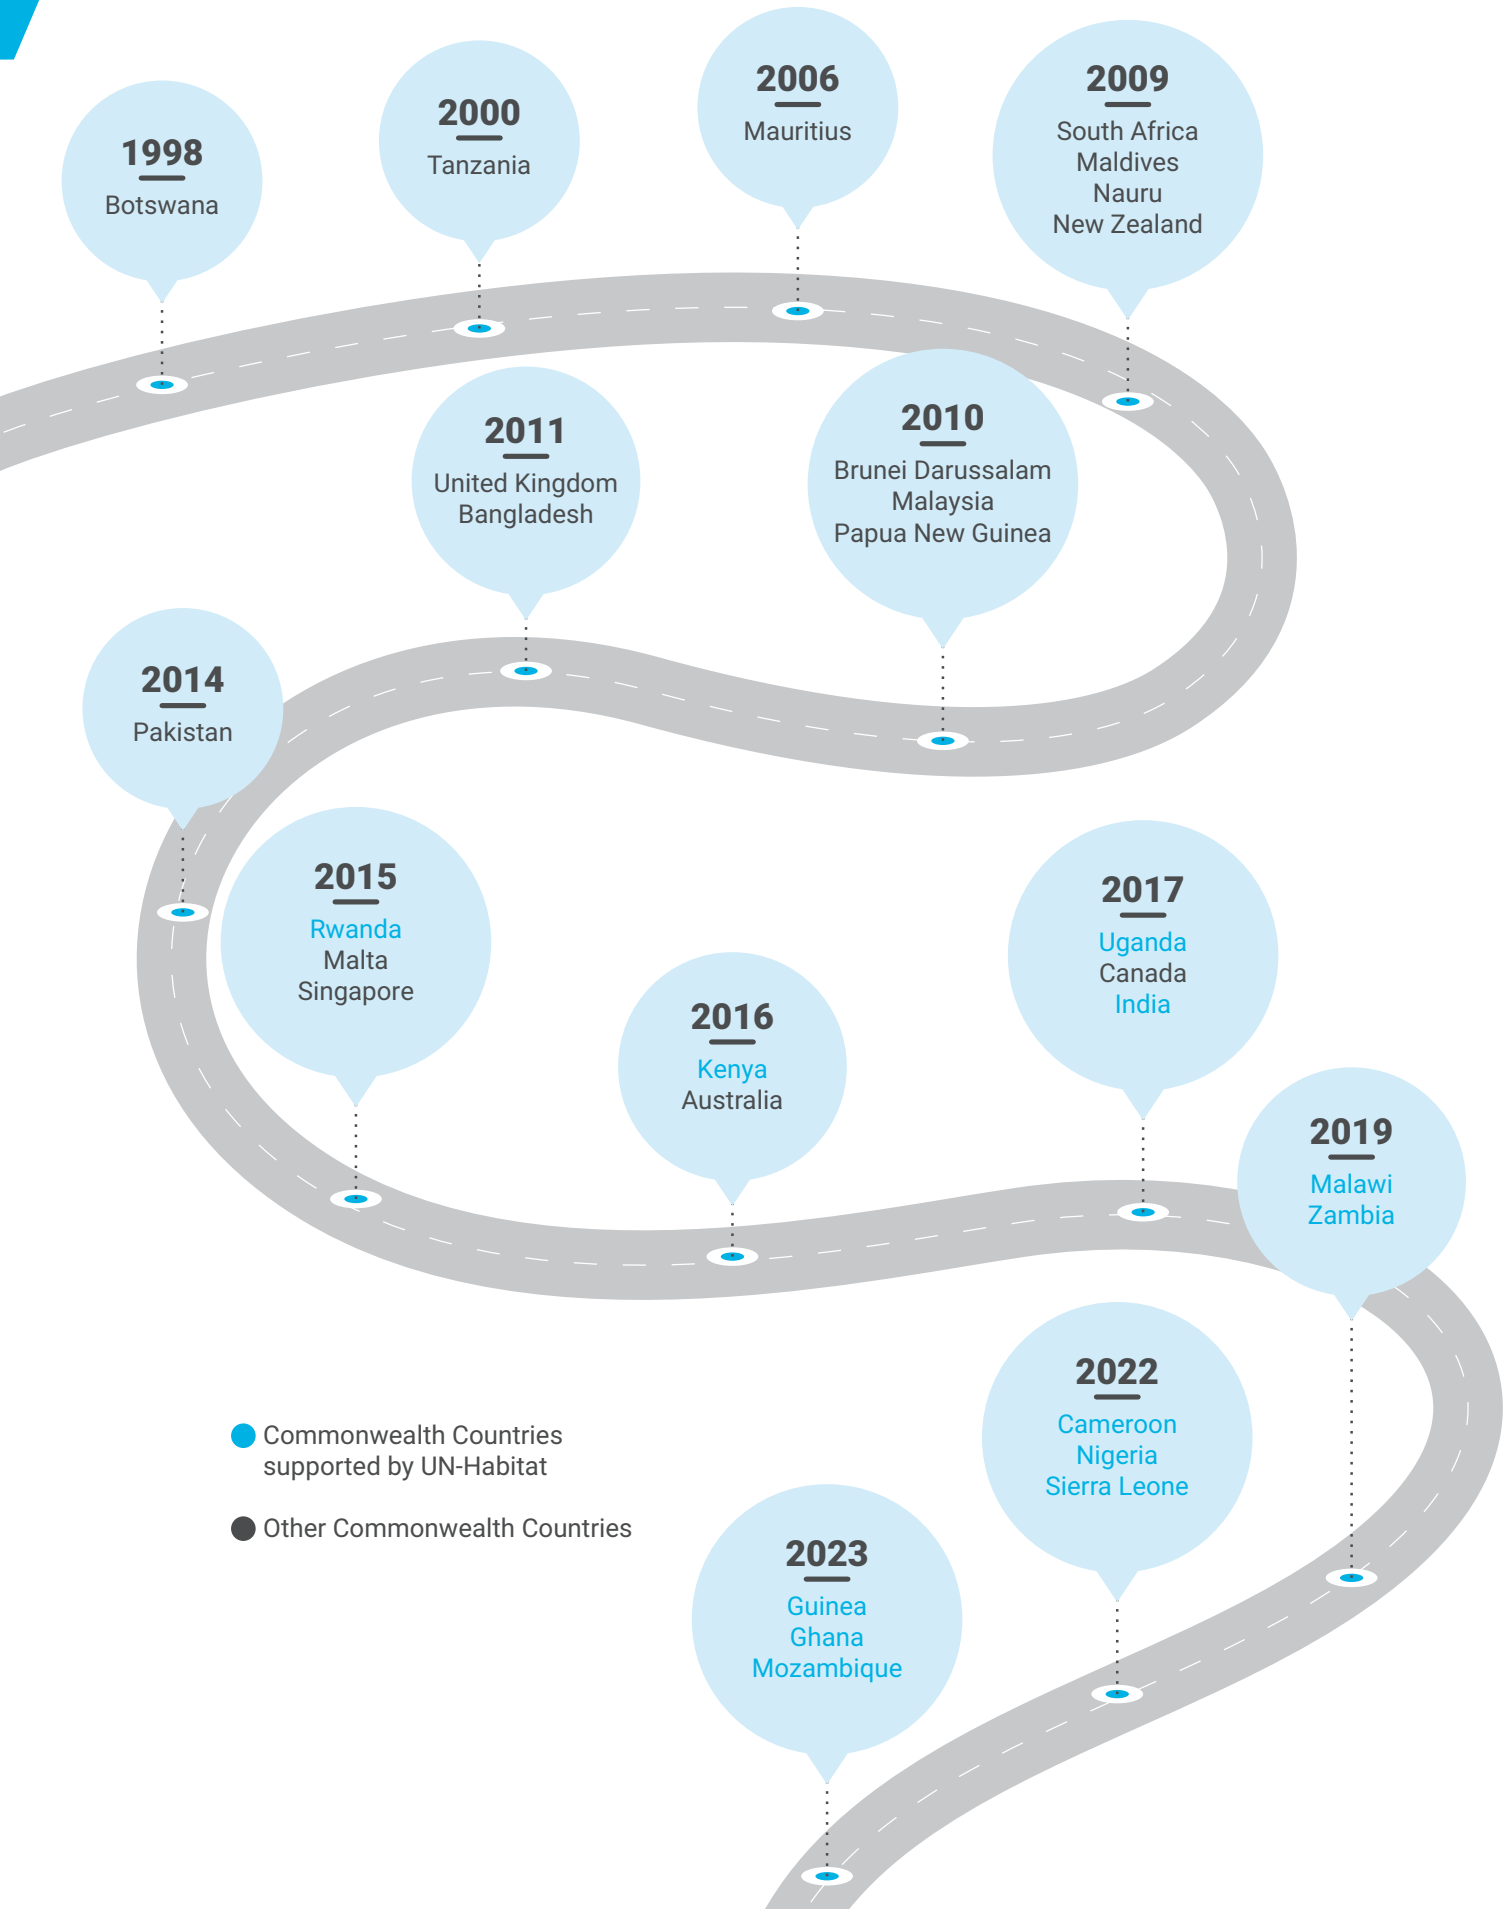 1998
Botswana
2000
Tanzania
2006
Mauritius
2009
South Africa
Maldives
Nauru
New Zealand
2010
Brunei Darussalam
Malaysia
Papua New Guinea
2011
United Kingdom
Bangladesh
2014
Pakistan
2015
Rwanda
Malta
Singapore
2016
Kenya
Australia
2017
Uganda
Canada
India
2019
Malawi
Zambia
2022
Cameroon
Nigeria
Sierra Leone
2023
Guinea
Ghana
Mozambique
Commonwealth Countries
supported by UN-Habitat
Other Commonwealth Countries